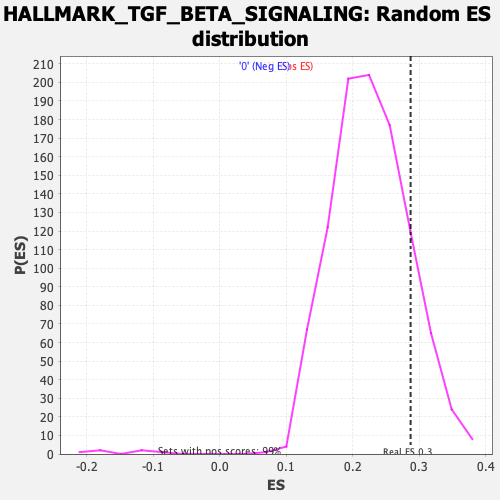 HALLMARK_TGF_BETA_SIGNALING: Random ES
distribution
'0' (Neg ES) s ES)
210
200
190
180
170
160
150
140
130
120
110
100
90
80
70
60
50
40
30
20
10
0
P(ES)
Sets with pos scores: 99%
Real ES 0.3
-0.2 -0.1 0.0 0.1 0.2 0.3 0.4
ES